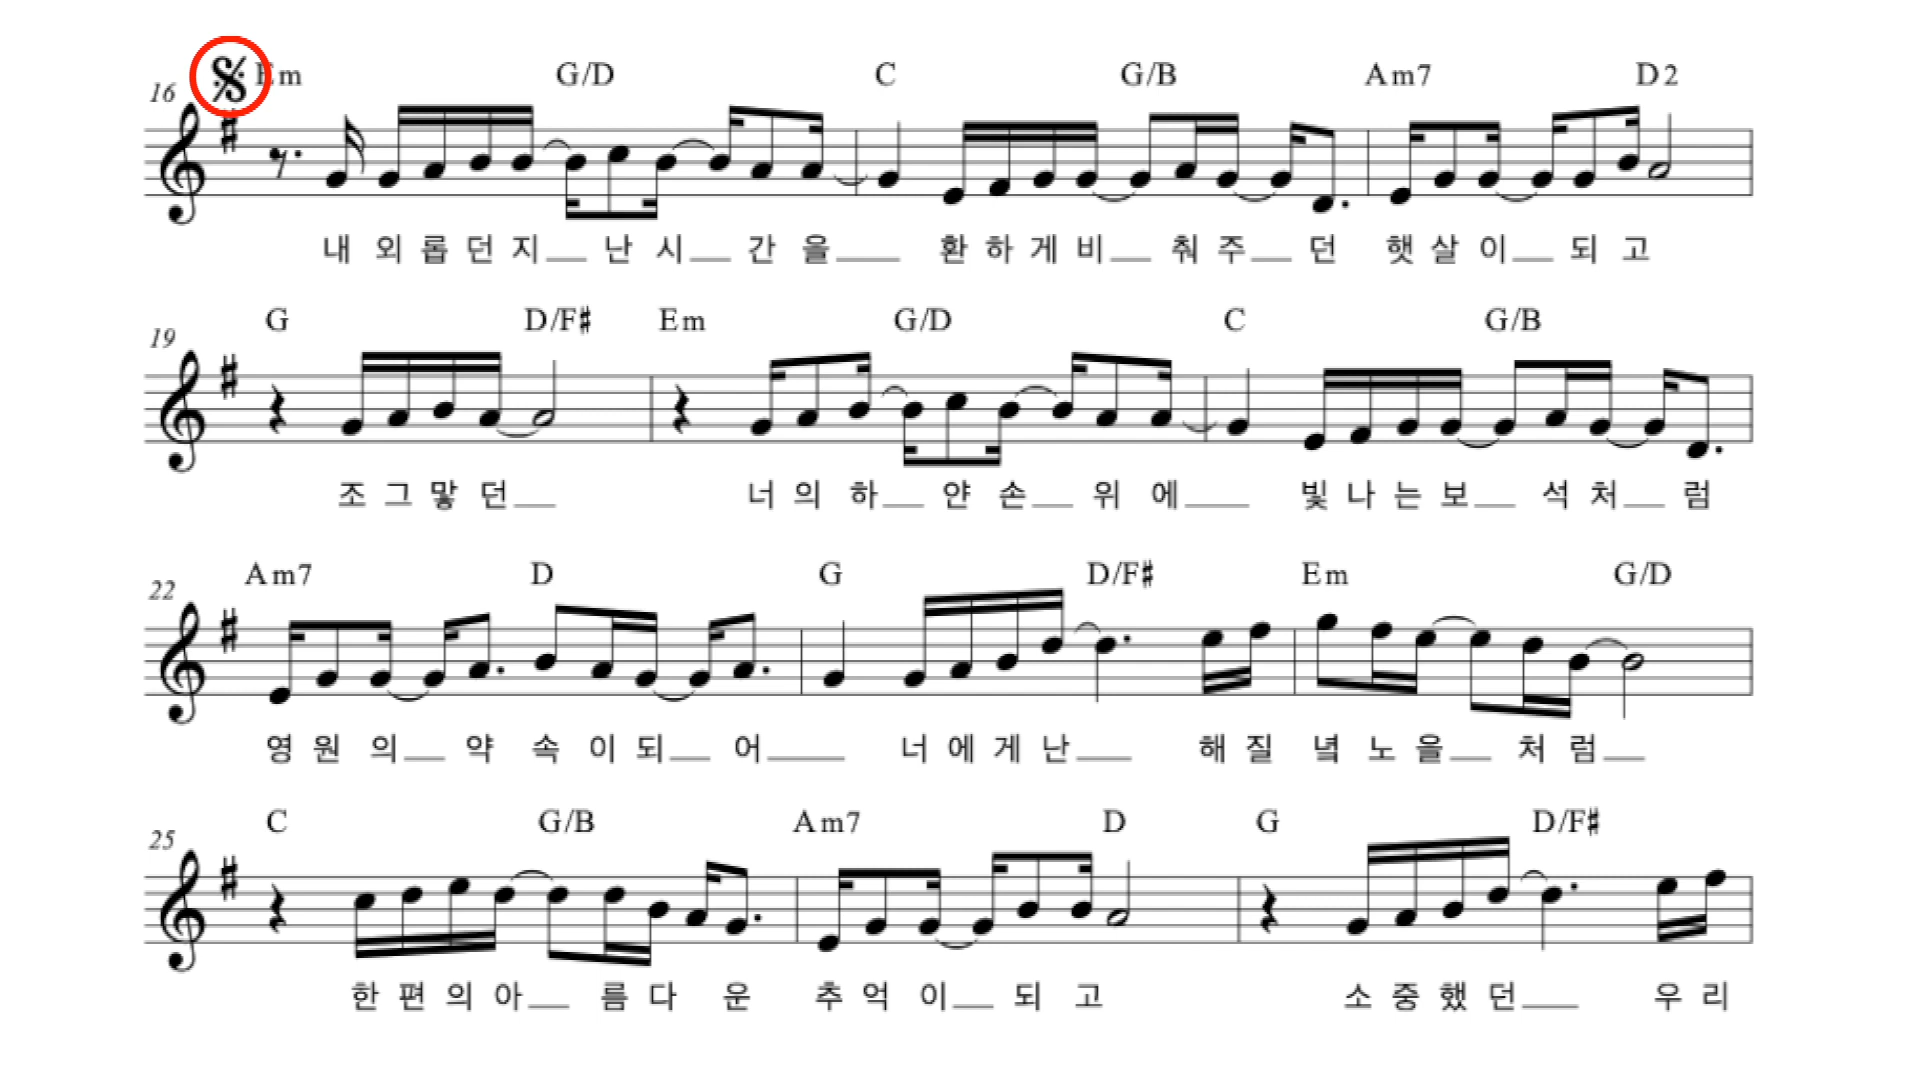 16 Em G/D C G/B Am7 D2
내 외 롭 던 지 난 시 간 을 환 하 게 비 춰 주 던 햇 살 이 되 고
19 G D/F♯ Em G/D C G/B
조 그 맣 던 너 의 하 얀 손 위 에 빛 나 는 보 석 처 럼
22 Am7 D G D/F♯ Em G/D
영 원 의 약 속 이 되 어 너 에 게 난 해 질 녘 노 을 처 럼
25 C G/B Am7 D G D/F♯
한 편 의 아 름 다 운 추 억 이 되 고 소 중 했 던 우 리